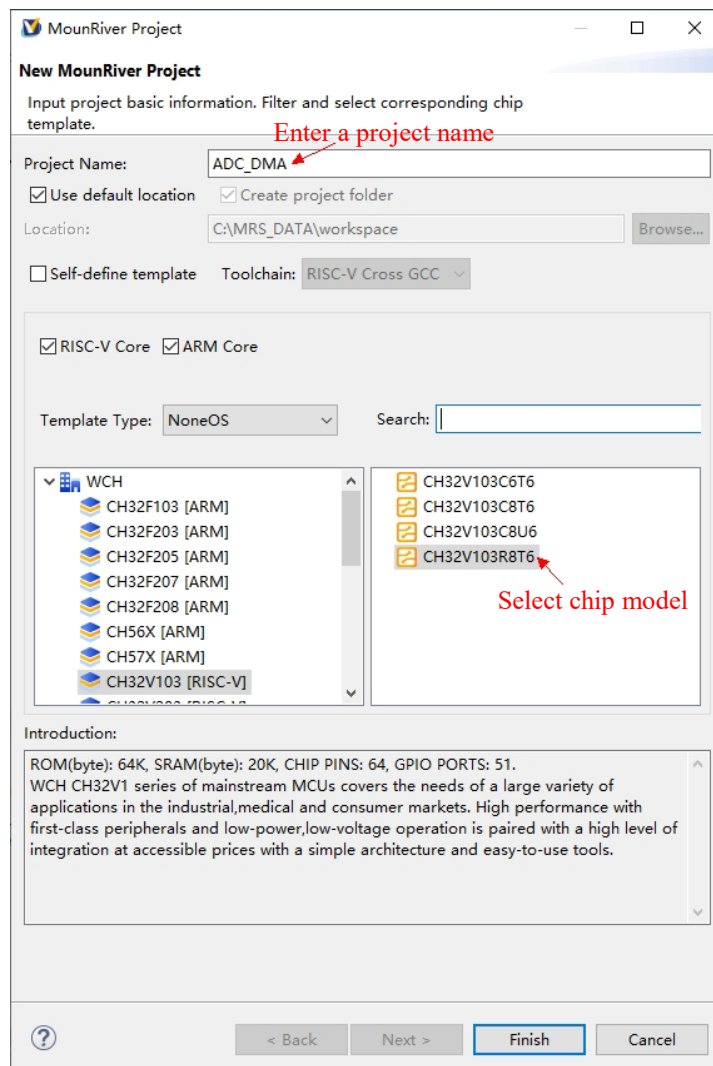 MounRiver Project
New MounRiver Project
Input project basic information. Filter and select corresponding chip
template.
Enter a project name
Project Name: ADC_DMA
Use default location Create project folder
Location: C:\MRS_DATA\workspace Browse...
Self-define template Toolchain: RISC-V Cross GCC
RISC-V Core ARM Core
Template Type: NoneOS Search:
WCH
CH32F103 [ARM]
CH32F203 [ARM]
CH32F205 [ARM]
CH32F207 [ARM]
CH32F208 [ARM]
CH56X [ARM]
CH57X [ARM]
CH32V103 [RISC-V]
CH32V103C6T6
CH32V103C8T6
CH32V103C8U6
CH32V103R8T6
Select chip model
Introduction:
ROM(byte): 64K, SRAM(byte): 20K, CHIP PINS: 64, GPIO PORTS: 51.
WCH CH32V1 series of mainstream MCUs covers the needs of a large variety of
applications in the industrial,medical and consumer markets. High performance with
first-class peripherals and low-power,low-voltage operation is paired with a high level of
integration at accessible prices with a simple architecture and easy-to-use tools.
? < Back Next > Finish Cancel